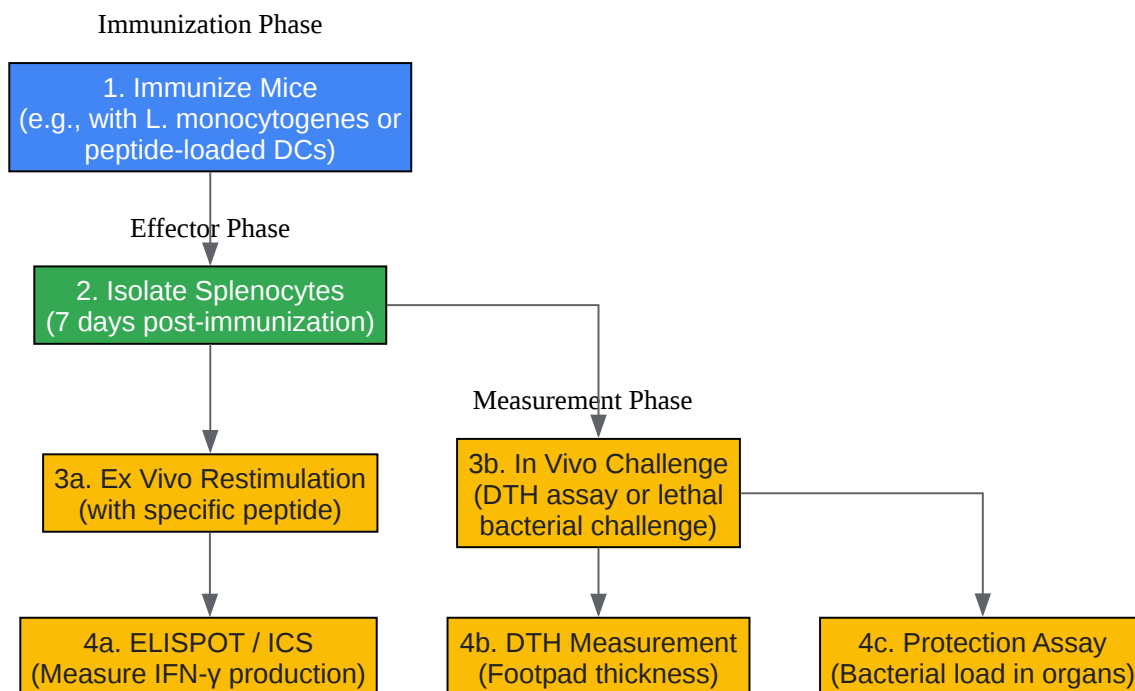 Immunization Phase
1. Immunize Mice
(e.g., with L. monocytogenes or
peptide-loaded DCs)
Effector Phase
2. Isolate Splenocytes
(7 days post-immunization)
Measurement Phase
3a. Ex Vivo Restimulation
(with specific peptide)
3b. In Vivo Challenge
(DTH assay or lethal
bacterial challenge)
4a. ELISPOT / ICS
(Measure IFN-γ production)
4b. DTH Measurement
(Footpad thickness)
4c. Protection Assay
(Bacterial load in organs)